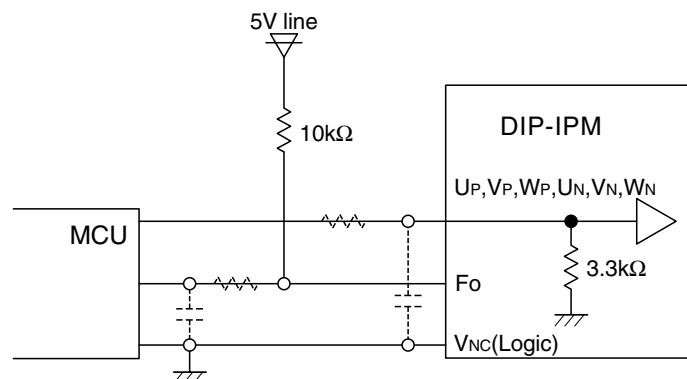 5V line
10kΩ
DIP-IPM
UP,VP,WP,UN,VN,WN
MCU
3.3kΩ
Fo
VNC(Logic)